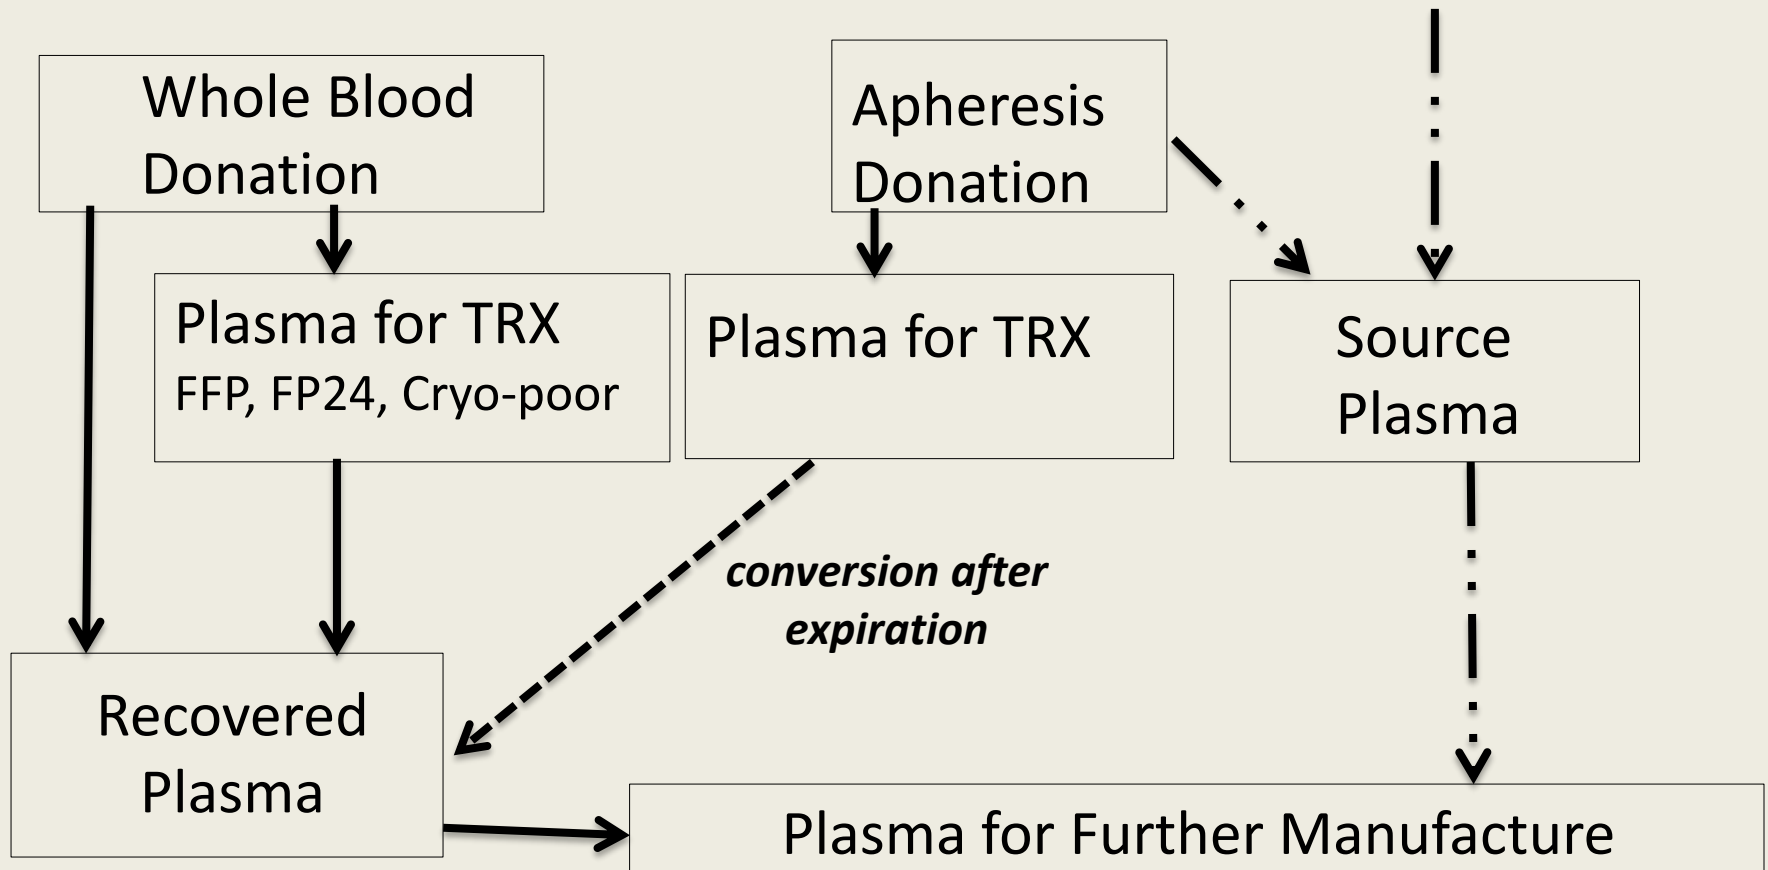 Whole Blood
Donation
Apheresis
Donation
Plasma for TRX
FFP, FP24, Cryo-poor
Plasma for TRX
Source
Plasma
conversion after
expiration
Recovered
Plasma
Plasma for Further Manufacture